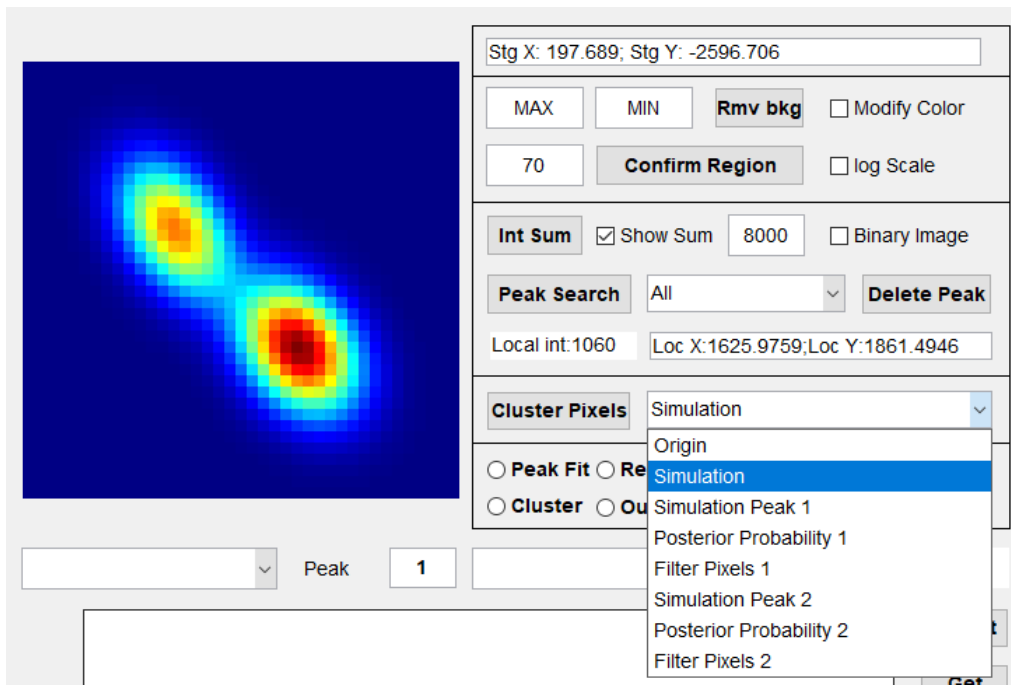 Stg X: 197.689; Stg Y: -2596.706
MAX MIN Rmv bkg Modify Color
70 Confirm Region log Scale
Int Sum Show Sum 8000 Binary Image
Peak Search All Delete Peak
Local int:1060 Loc X:1625.9759;Loc Y:1861.4946
Cluster Pixels Simulation
Origin
Peak Fit Re Simulation
Cluster Ou Simulation Peak 1
Posterior Probability 1
Peak 1 Filter Pixels 1
Simulation Peak 2
Posterior Probability 2
Filter Pixels 2
Get